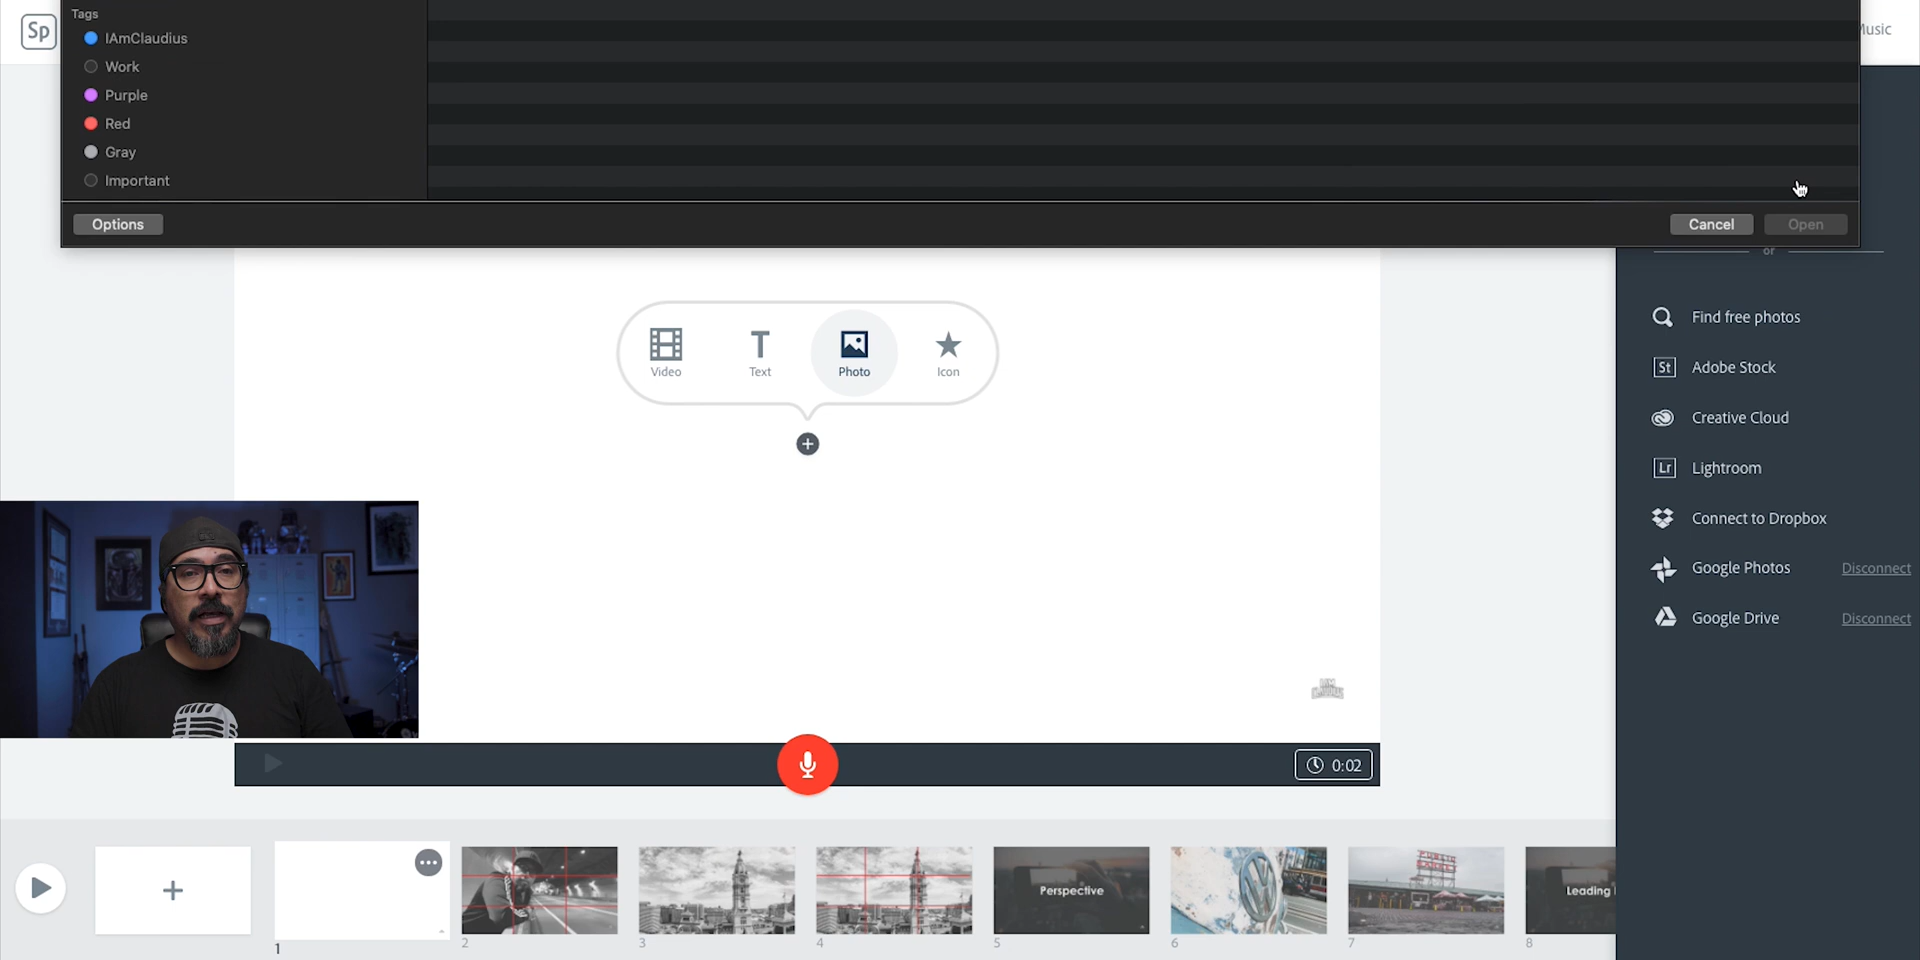 Tags
Sp
IAmClaudius
Work
Purple
Red
Gray
Important
Options
Cancel
Open
or
Video
Text
Photo
Icon
Find free photos
St
Adobe Stock
Creative Cloud
Lr
Lightroom
Connect to Dropbox
Google Photos
Disconnect
Google Drive
Disconnect
0:02
Perspective
Leading
1
2
3
4
5
6
7
8